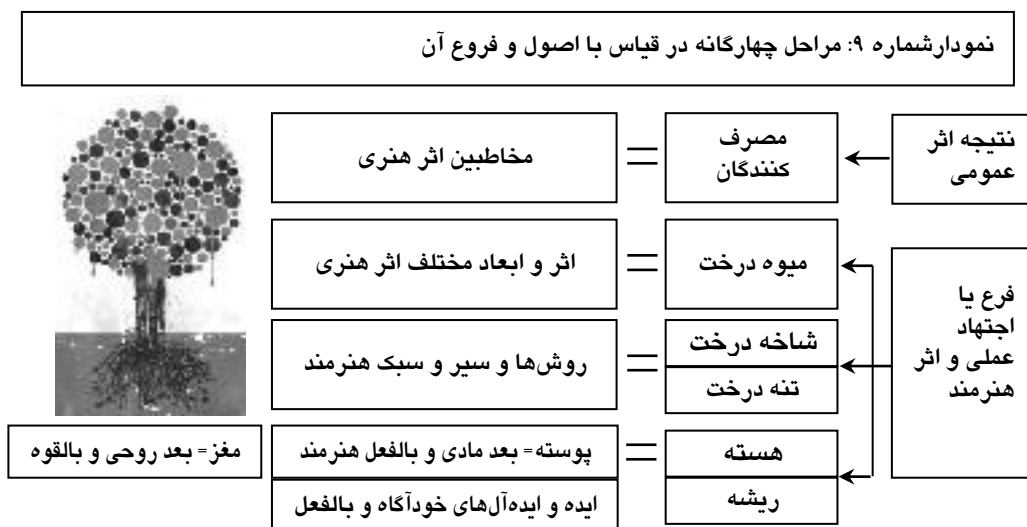 نمودارشماره ۹: مراحل چهارگانه در قیاس با اصول و فروع آن
نتیجه اثر
عمومی
مصرف
کنندگان
=
مخاطبین اثر هنری
فرع یا
اجتهاد
عملی و اثر
هنرمند
میوه درخت
=
اثر و ابعاد مختلف اثر هنری
شاخه درخت
تنه درخت
=
روش‌ها و سیر و سبک هنرمند
هسته
ریشه
=
پوسته= بعد مادی و بالفعل هنرمند
ایده و ایده‌آل‌های خودآگاه و بالفعل
مغز= بعد روحی و بالقوه